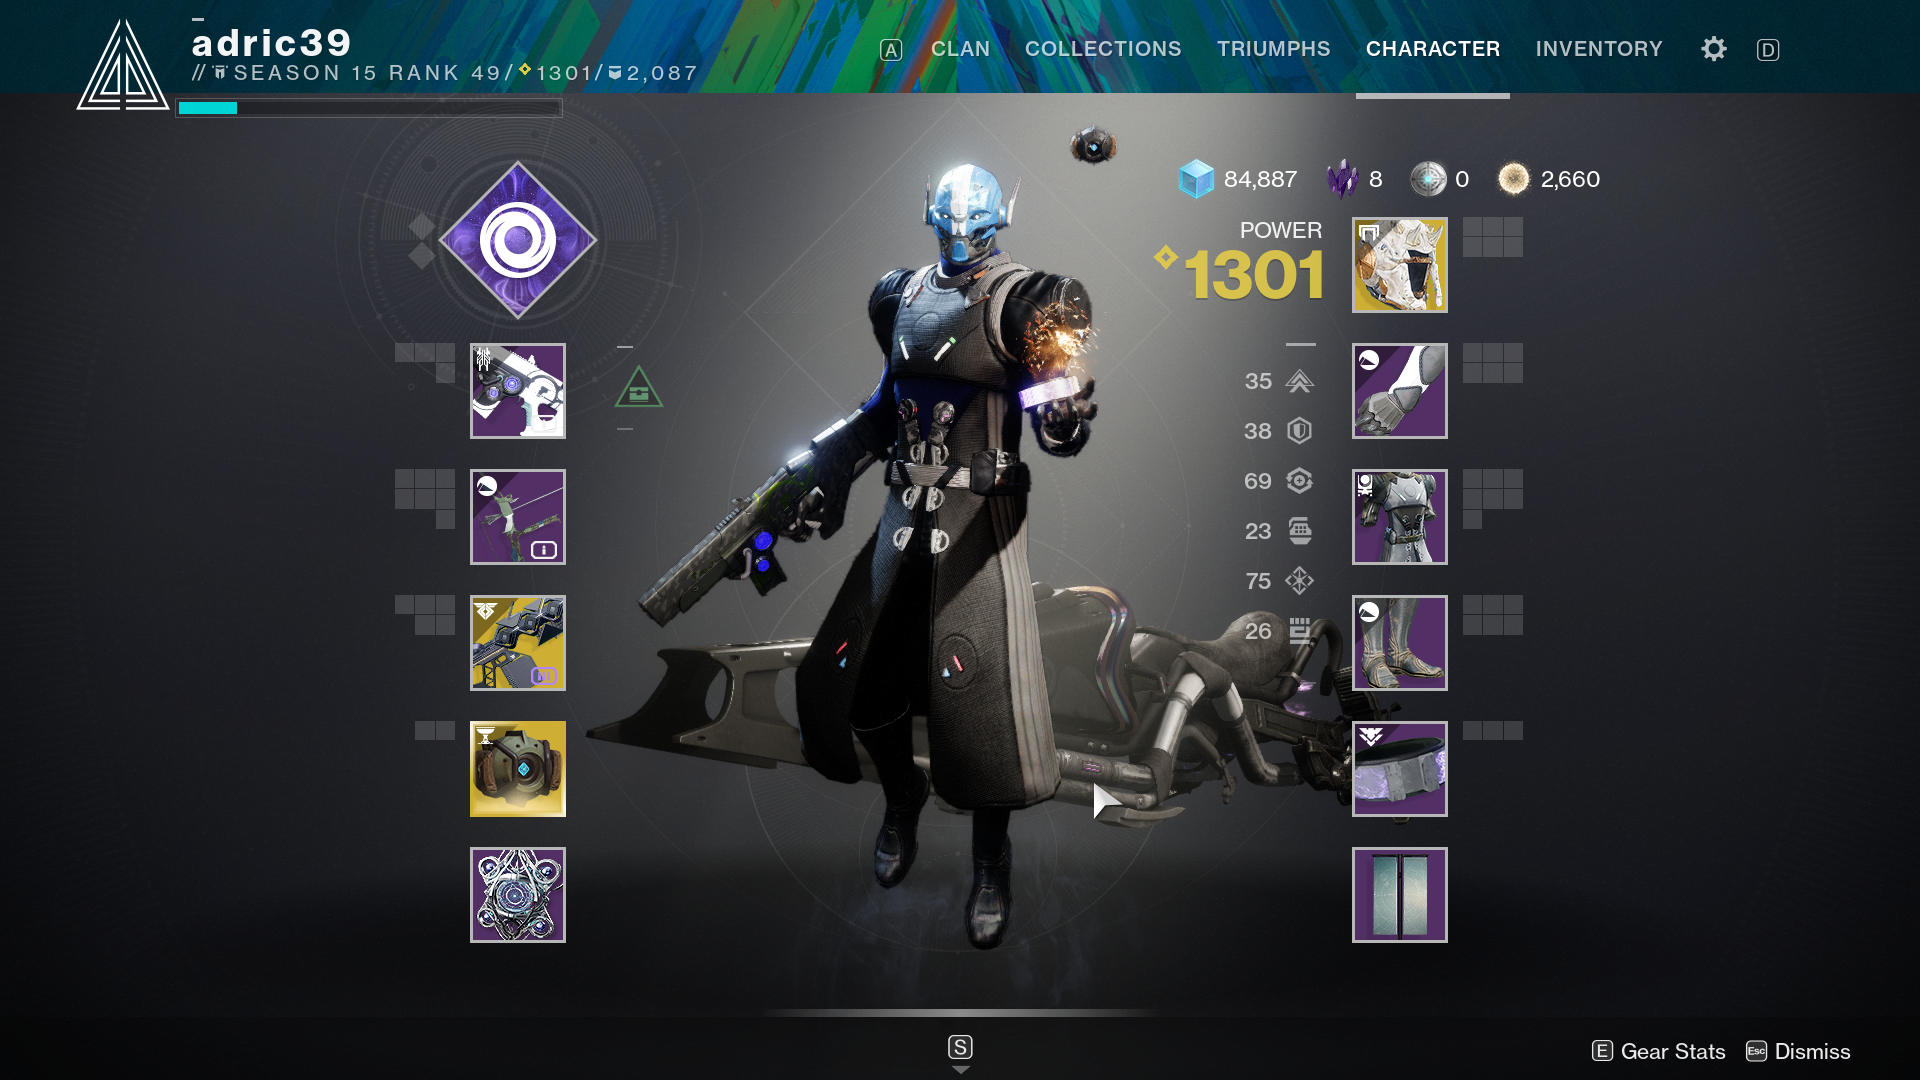 adric39
// SEASON 15 RANK 49/1301/2,087
A CLAN COLLECTIONS TRIUMPHS CHARACTER INVENTORY D
84,887 8 0 2,660
POWER
1301
35
38
69
23
75
26
S
E Gear Stats Esc Dismiss